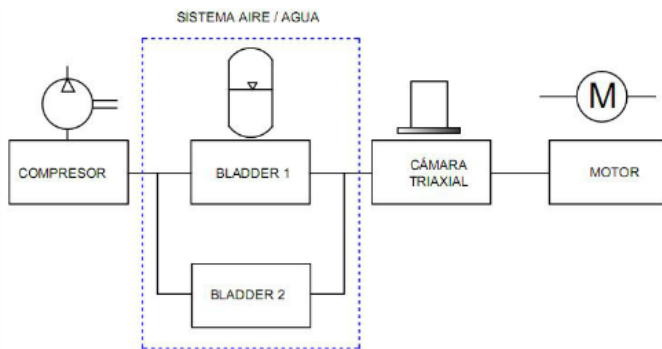 SISTEMA AIRE / AGUA
M
COMPRESOR
BLADDER 1
CÁMARA
TRIAXIAL
MOTOR
BLADDER 2